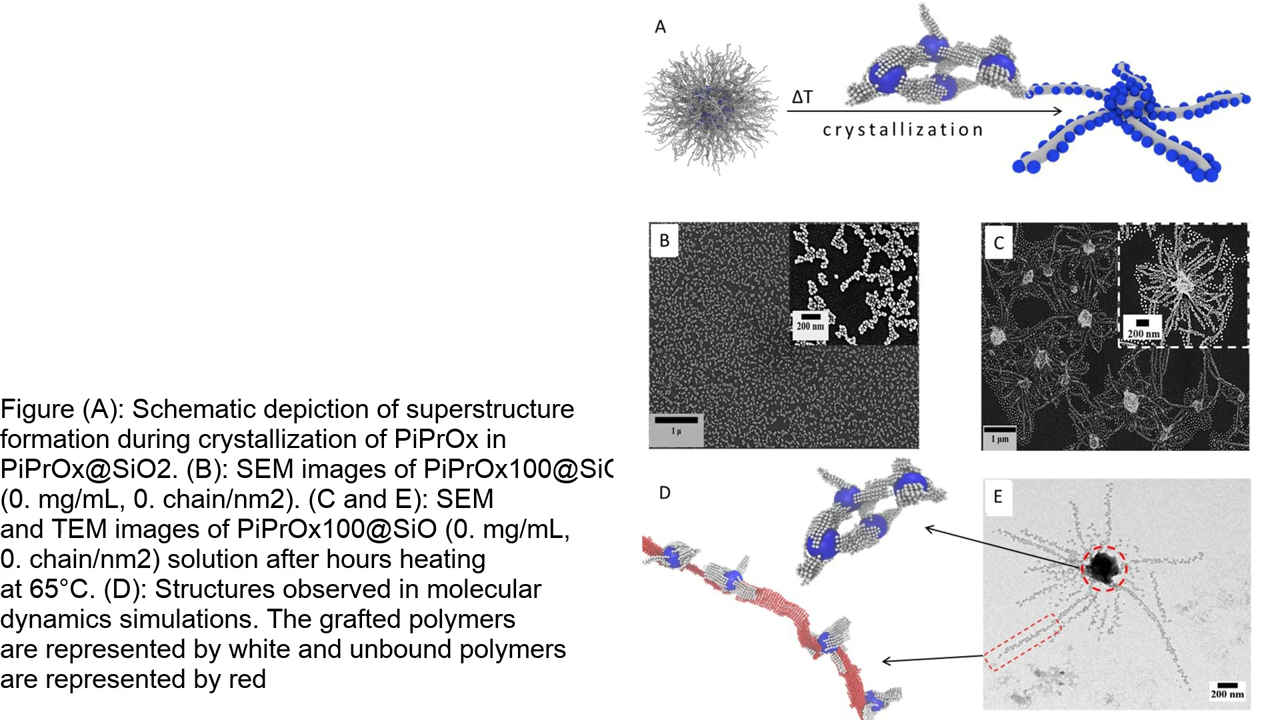 Figure (A): Schematic depiction of superstructure
formation during crystallization of PiPrOx in
PiPrOx@SiO2. (B): SEM images of PiPrOx100@SiO
(0. mg/mL, 0. chain/nm2). (C and E): SEM
and TEM images of PiPrOx100@SiO (0. mg/mL,
0. chain/nm2) solution after hours heating
at 65°C. (D): Structures observed in molecular
dynamics simulations. The grafted polymers
are represented by white and unbound polymers
are represented by red
A
ΔT
crystallization
B
200 nm
1 µ
C
200 nm
1 µm
D
E
200 nm